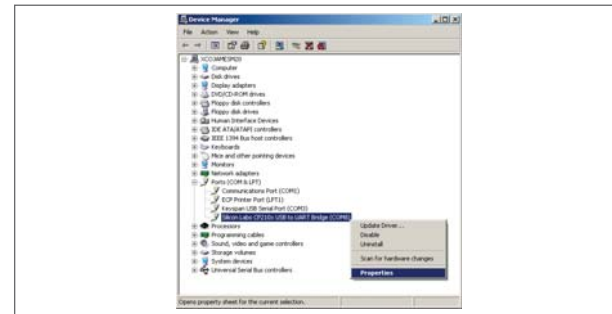 Device Manager
File Action View Help
XCOJAMESM20
Computer
Disk drives
Display adapters
DVD/CD-ROM drives
Floppy disk controllers
Floppy disk drives
Human Interface Devices
IDE ATA/ATAPI controllers
IEEE 1394 Bus host controllers
Keyboards
Mice and other pointing devices
Monitors
Network adapters
Ports (COM & LPT)
Communications Port (COM1)
ECP Printer Port (LPT1)
Keyspan USB Serial Port (COM3)
Silicon Labs CP210x USB to UART Bridge (COM8)
Processors
Programming cables
Sound, video and game controllers
Storage volumes
System devices
Universal Serial Bus controllers
Update Driver...
Disable
Uninstall
Scan for hardware changes
Properties
Opens property sheet for the current selection.